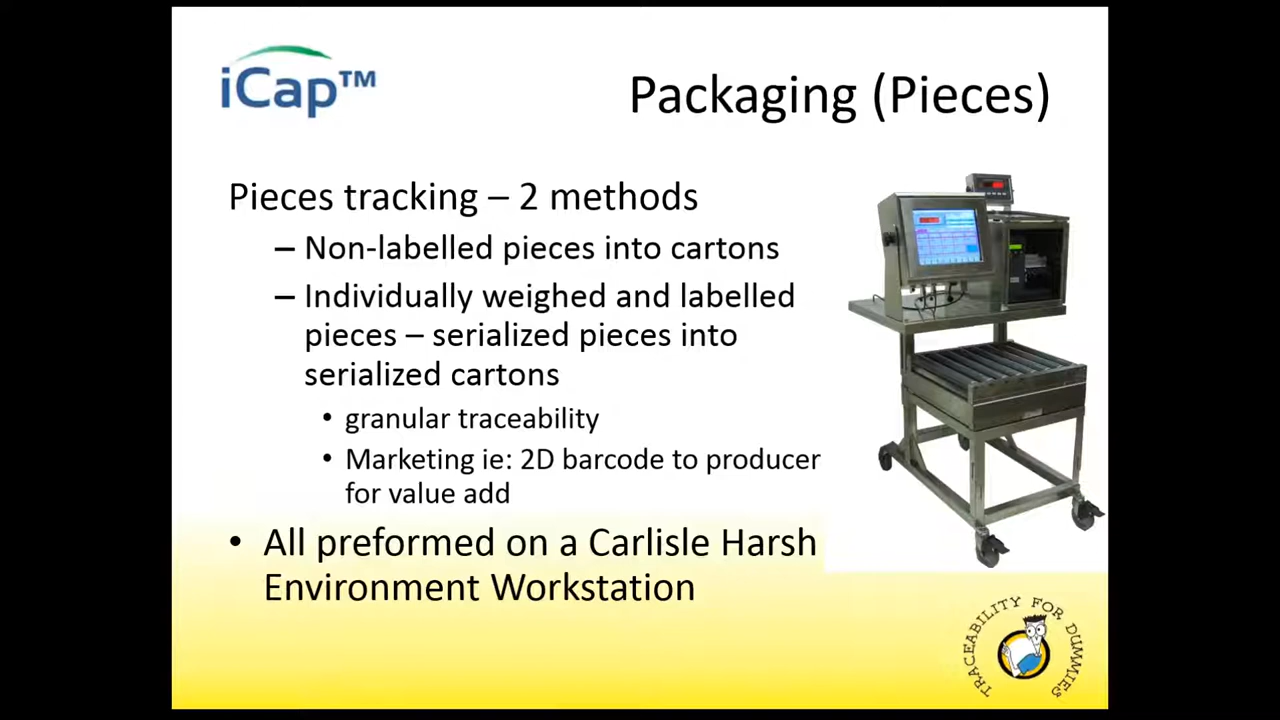 iCap™
Packaging (Pieces)
Pieces tracking – 2 methods
– Non-labelled pieces into cartons
– Individually weighed and labelled
pieces – serialized pieces into
serialized cartons
• granular traceability
• Marketing ie: 2D barcode to producer
for value add
• All preformed on a Carlisle Harsh
Environment Workstation
TRACEABILITY FOR DUMMIES